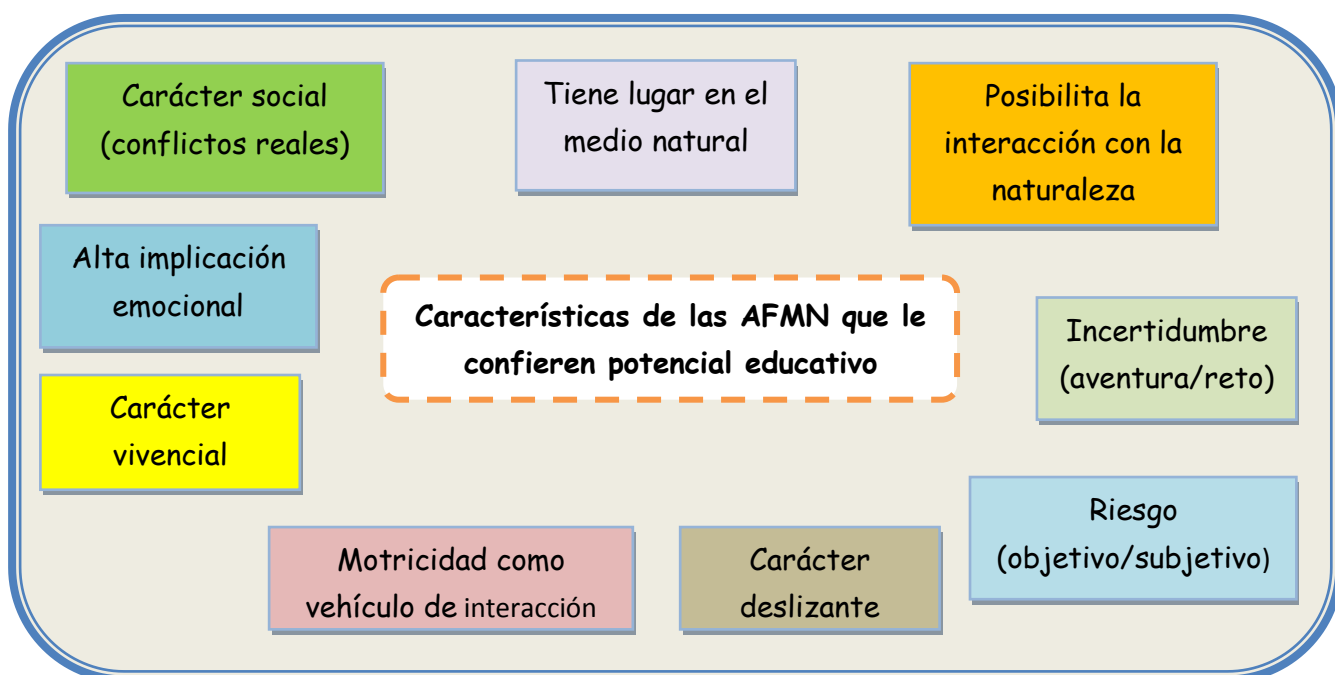 Carácter social
(conflictos reales)
Tiene lugar en el
medio natural
Posibilita la
interacción con la
naturaleza
Alta implicación
emocional
Características de las AFMN que le
confieren potencial educativo
Incertidumbre
(aventura/reto)
Carácter
vivencial
Riesgo
(objetivo/subjetivo)
Motricidad como
vehículo de interacción
Carácter
deslizante